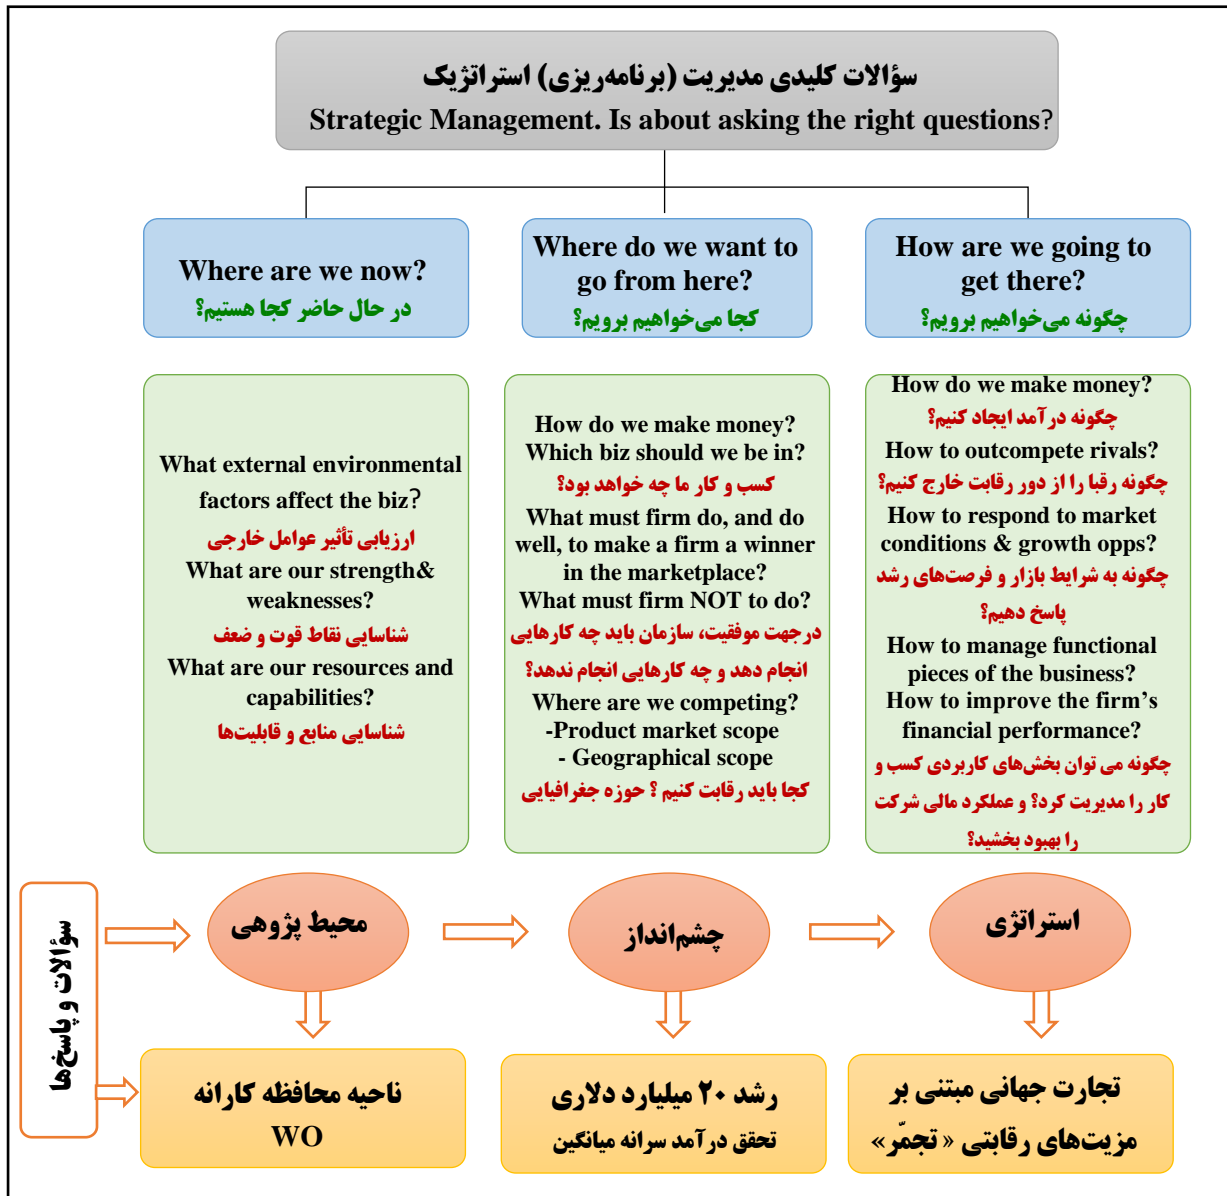 سؤالات کلیدی مدیریت (برنامه‌ریزی) استراتژیک
Strategic Management. Is about asking the right questions?
Where are we now?
در حال حاضر کجا هستیم؟
Where do we want to
go from here?
کجا می‌خواهیم برویم؟
How are we going to
get there?
چگونه می‌خواهیم برویم؟
What external environmental
factors affect the biz?
ارزیابی تأثیر عوامل خارجی
What are our strength&
weaknesses?
شناسایی نقاط قوت و ضعف
What are our resources and
capabilities?
شناسایی منابع و قابلیت‌ها
How do we make money?
Which biz should we be in?
کسب و کار ما چه خواهد بود؟
What must firm do, and do
well, to make a firm a winner
in the marketplace?
What must firm NOT to do?
درجهت موفقیت، سازمان باید چه کارهایی
انجام دهد و چه کارهایی انجام ندهد؟
Where are we competing?
-Product market scope
- Geographical scope
کجا باید رقابت کنیم ؟ حوزه جغرافیایی
How do we make money?
چگونه درآمد ایجاد کنیم؟
How to outcompete rivals?
چگونه رقبا را از دور رقابت خارج کنیم؟
How to respond to market
conditions & growth opps?
چگونه به شرایط بازار و فرصت‌های رشد
پاسخ دهیم؟
How to manage functional
pieces of the business?
How to improve the firm’s
financial performance?
چگونه می توان بخش‌های کاربردی کسب و
کار را مدیریت کرد؟ و عملکرد مالی شرکت
را بهبود بخشید؟
سؤالات و پاسخ‌ها
محیط پژوهی
چشم‌انداز
استراتژی
ناحیه محافظه کارانه
WO
رشد ۲۰ میلیارد دلاری
تحقق درآمد سرانه میانگین
تجارت جهانی مبتنی بر
مزیت‌های رقابتی « تجمّر»